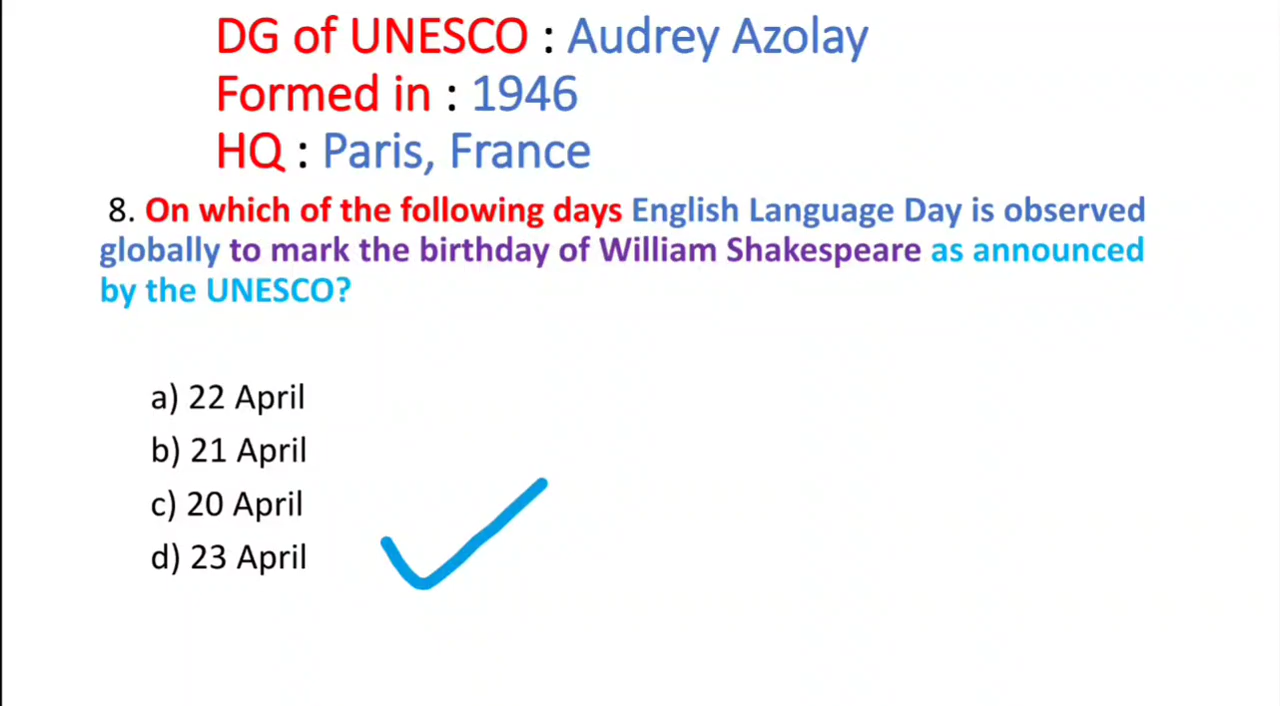 DG of UNESCO : Audrey Azolay
Formed in : 1946
HQ : Paris, France
8. On which of the following days English Language Day is observed
globally to mark the birthday of William Shakespeare as announced
by the UNESCO?
a) 22 April
b) 21 April
c) 20 April
d) 23 April